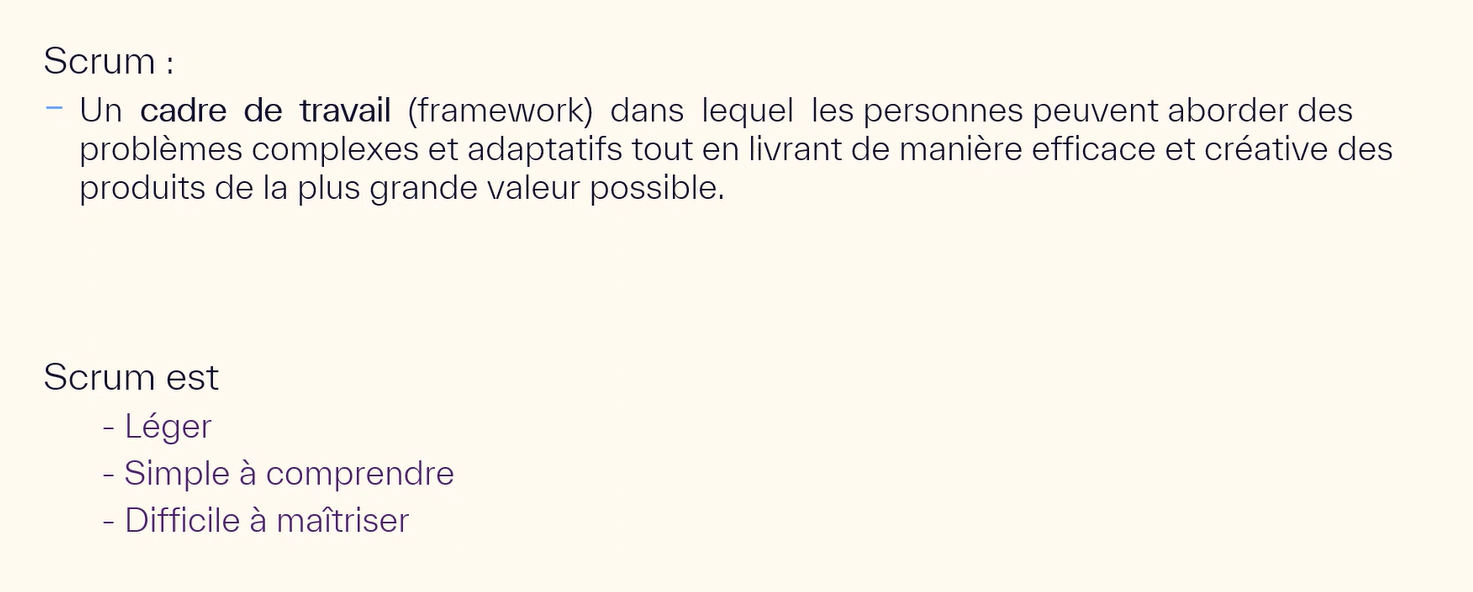 Scrum :
– Un cadre de travail (framework) dans lequel les personnes peuvent aborder des
problèmes complexes et adaptatifs tout en livrant de manière efficace et créative des
produits de la plus grande valeur possible.
Scrum est
- Léger
- Simple à comprendre
- Difficile à maîtriser